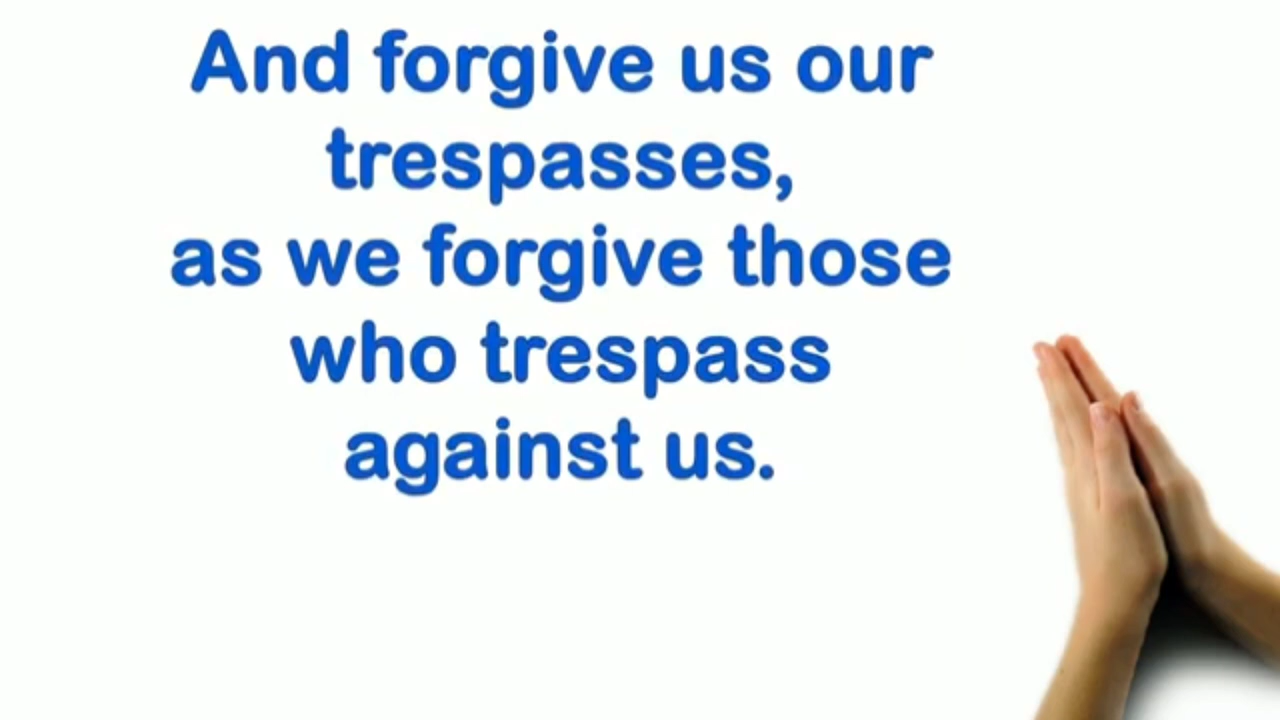 And forgive us our
trespasses,
as we forgive those
who trespass
against us.